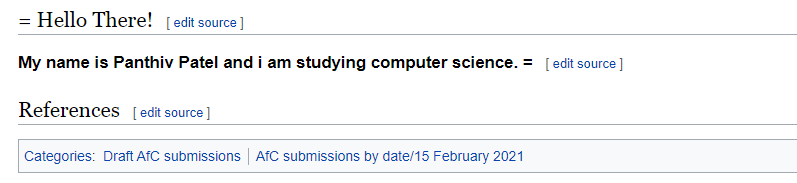 = Hello There! [ edit source ]
My name is Panthiv Patel and i am studying computer science. = [ edit source ]
References [ edit source ]
Categories: Draft AfC submissions | AfC submissions by date/15 February 2021